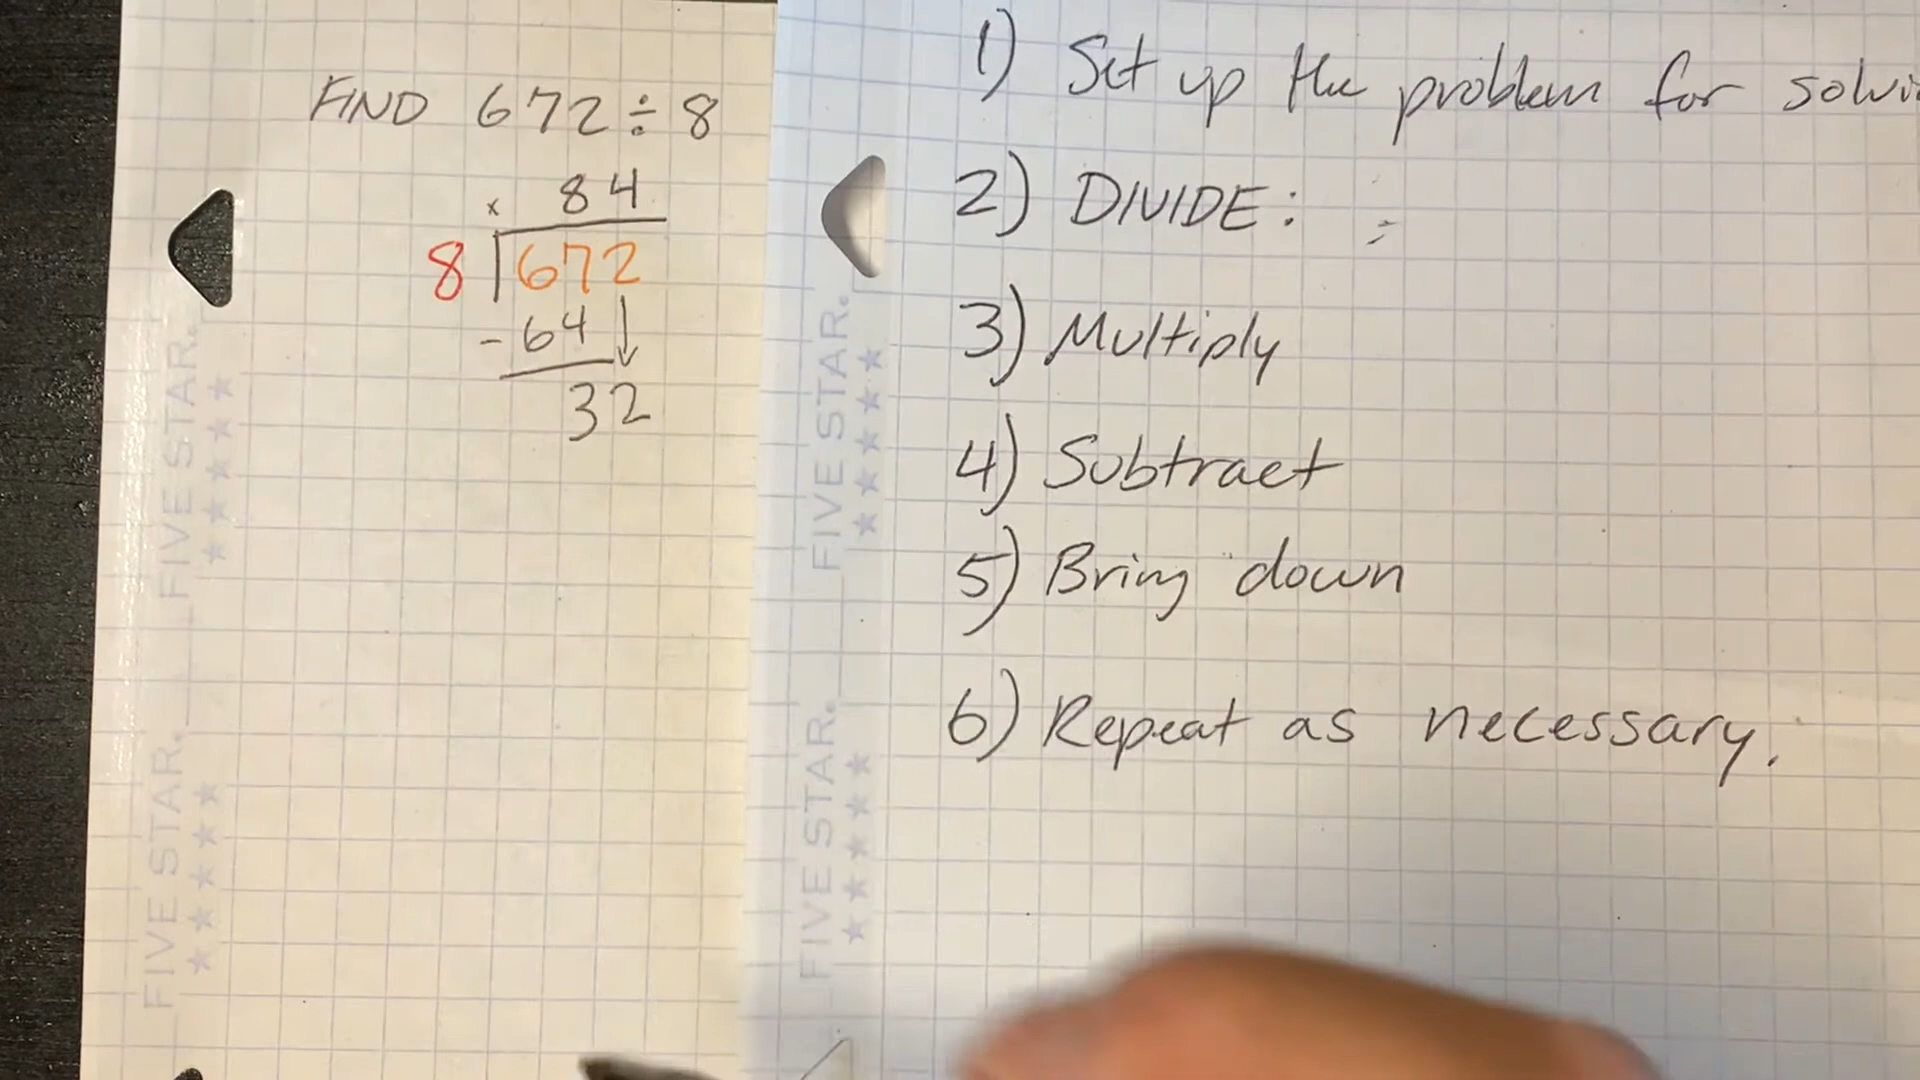 FIND 672 ÷ 8
x 84
8 672
- 64
32
1) Set up the problem for
2) DIVIDE: ÷
3) Multiply
4) Subtract
5) Bring down
6) Repeat as necessary.
FIVE STAR.
FIVE STAR.
FIVE STAR.
FIVE STAR.